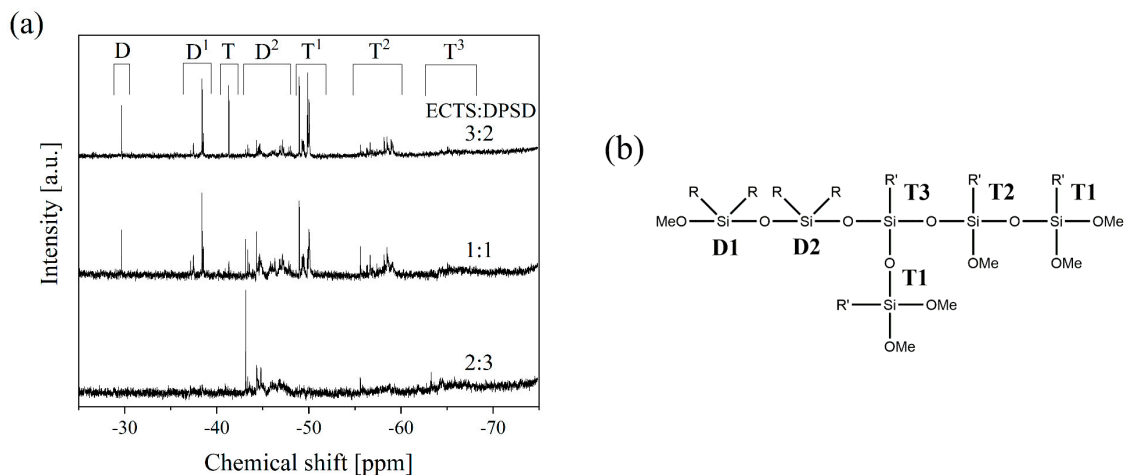 (a)
D D¹ T D² T¹ T² T³
ECTS:DPSD
3:2
1:1
2:3
Intensity [a.u.]
-30 -40 -50 -60 -70
Chemical shift [ppm]
(b)
R R R R R' T3 R' T2 R' T1
MeO Si O Si O Si O Si O Si OMe
D1 D2 O OMe OMe
T1
R' Si OMe
OMe